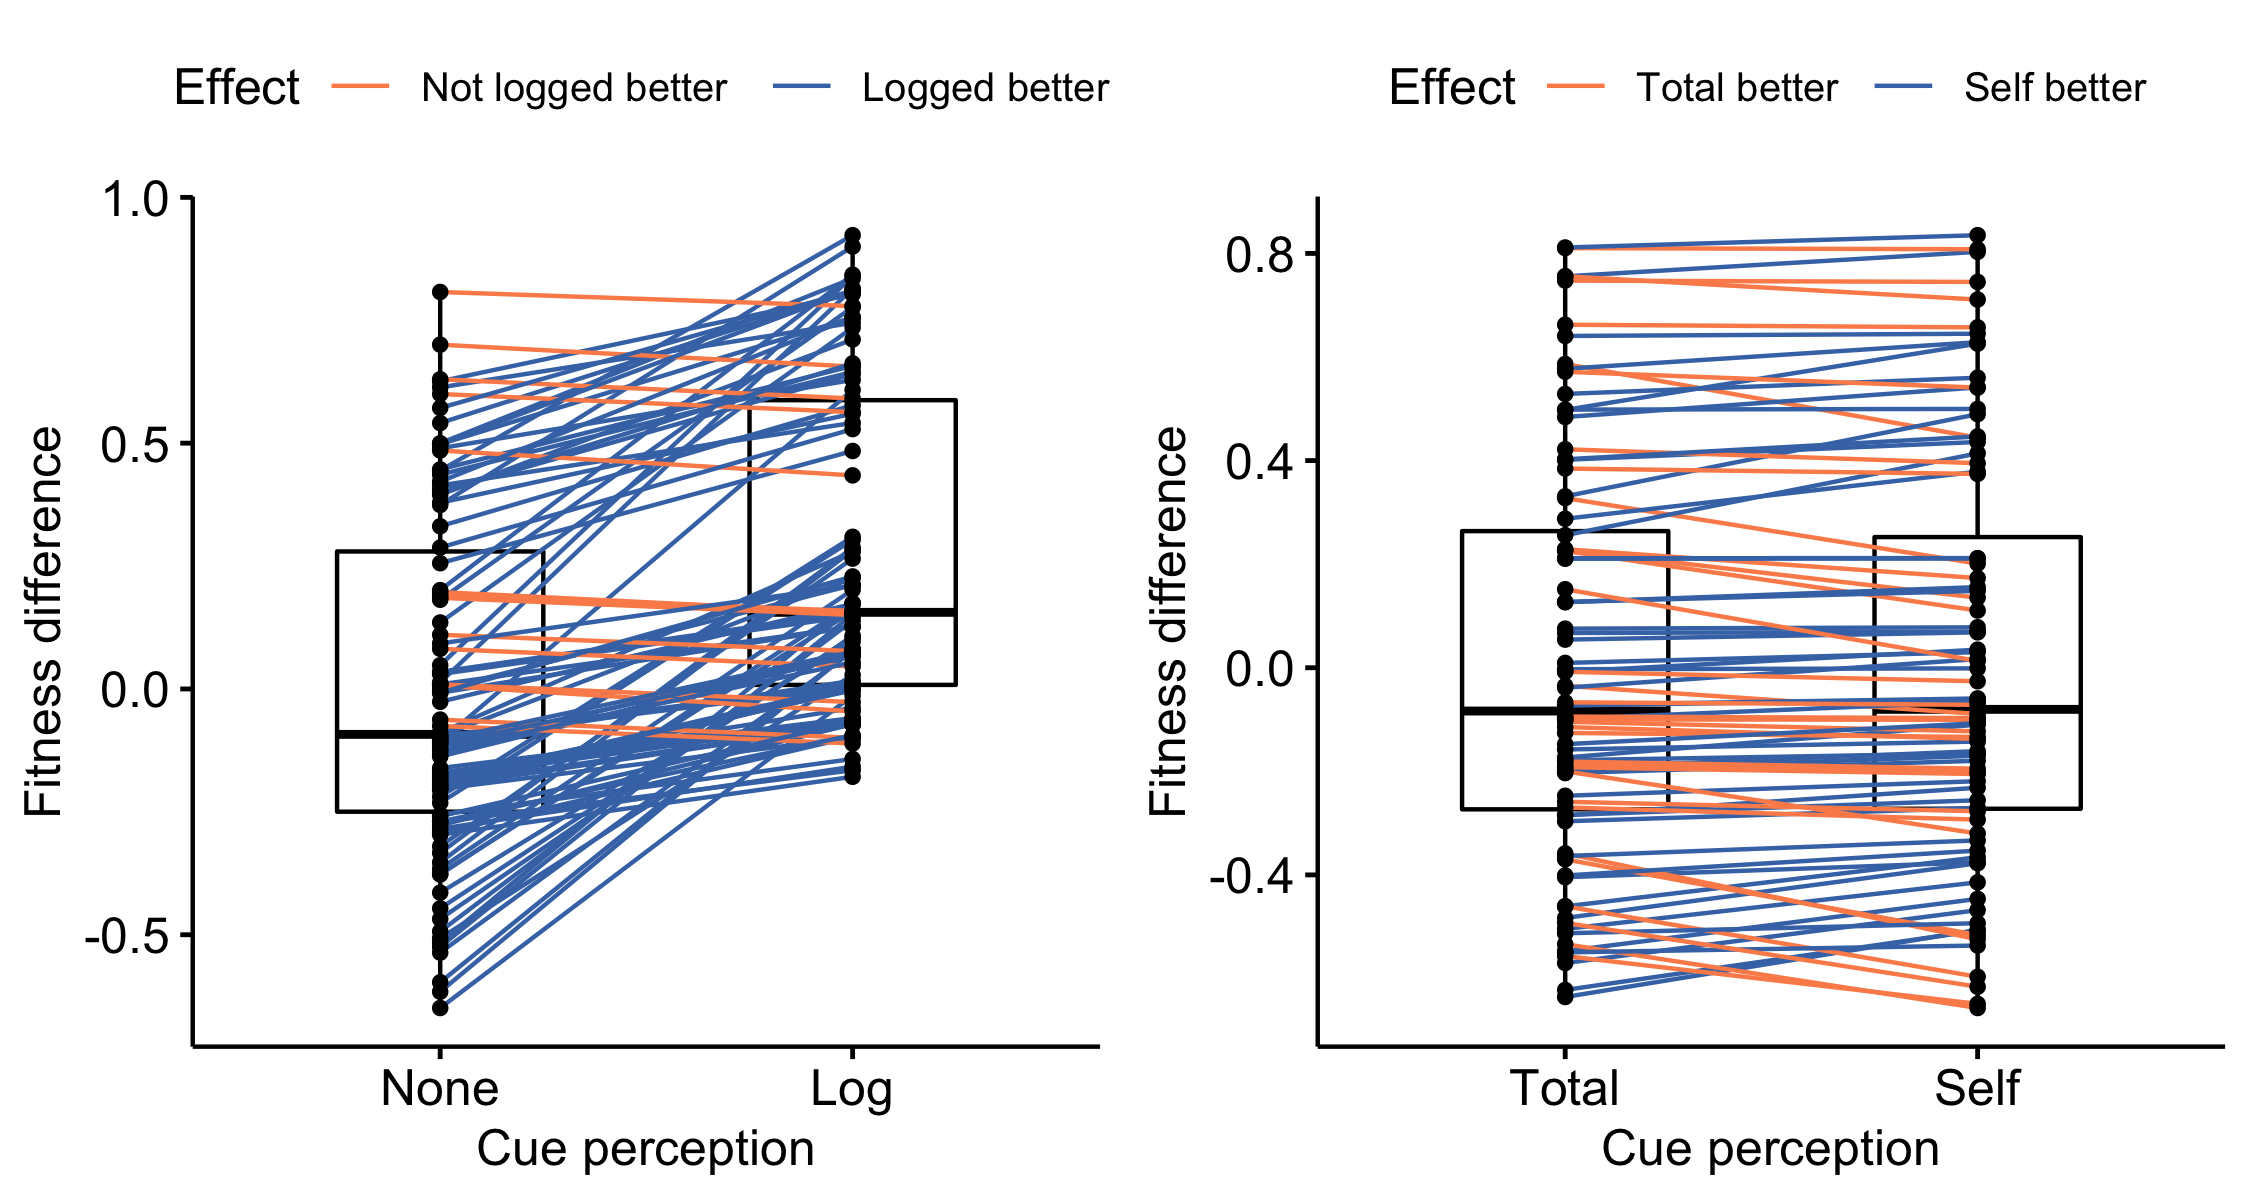 Effect Not logged better Logged better
Fitness difference
1.0
0.5
0.0
-0.5
None Log
Cue perception
Effect Total better Self better
Fitness difference
0.8
0.4
0.0
-0.4
Total Self
Cue perception